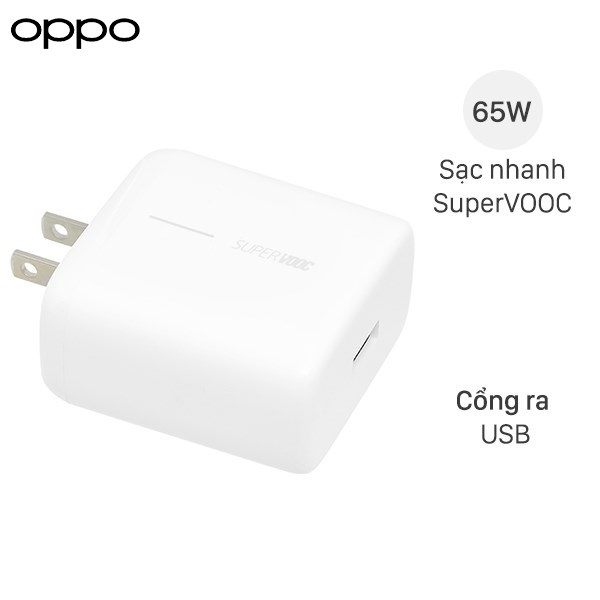 oppo
65W
Sạc nhanh
SuperVOOC
SUPERVOOC
Cổng ra
USB